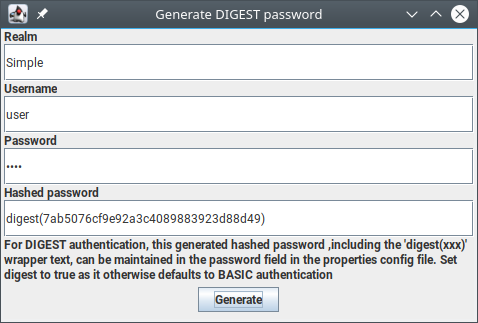 Generate DIGEST password
Realm
Simple
Username
user
Password
••••
Hashed password
digest(7ab5076cf9e92a3c4089883923d88d49)
For DIGEST authentication, this generated hashed password ,including the 'digest(xxx)'
wrapper text, can be maintained in the password field in the properties config file. Set
digest to true as it otherwise defaults to BASIC authentication
Generate